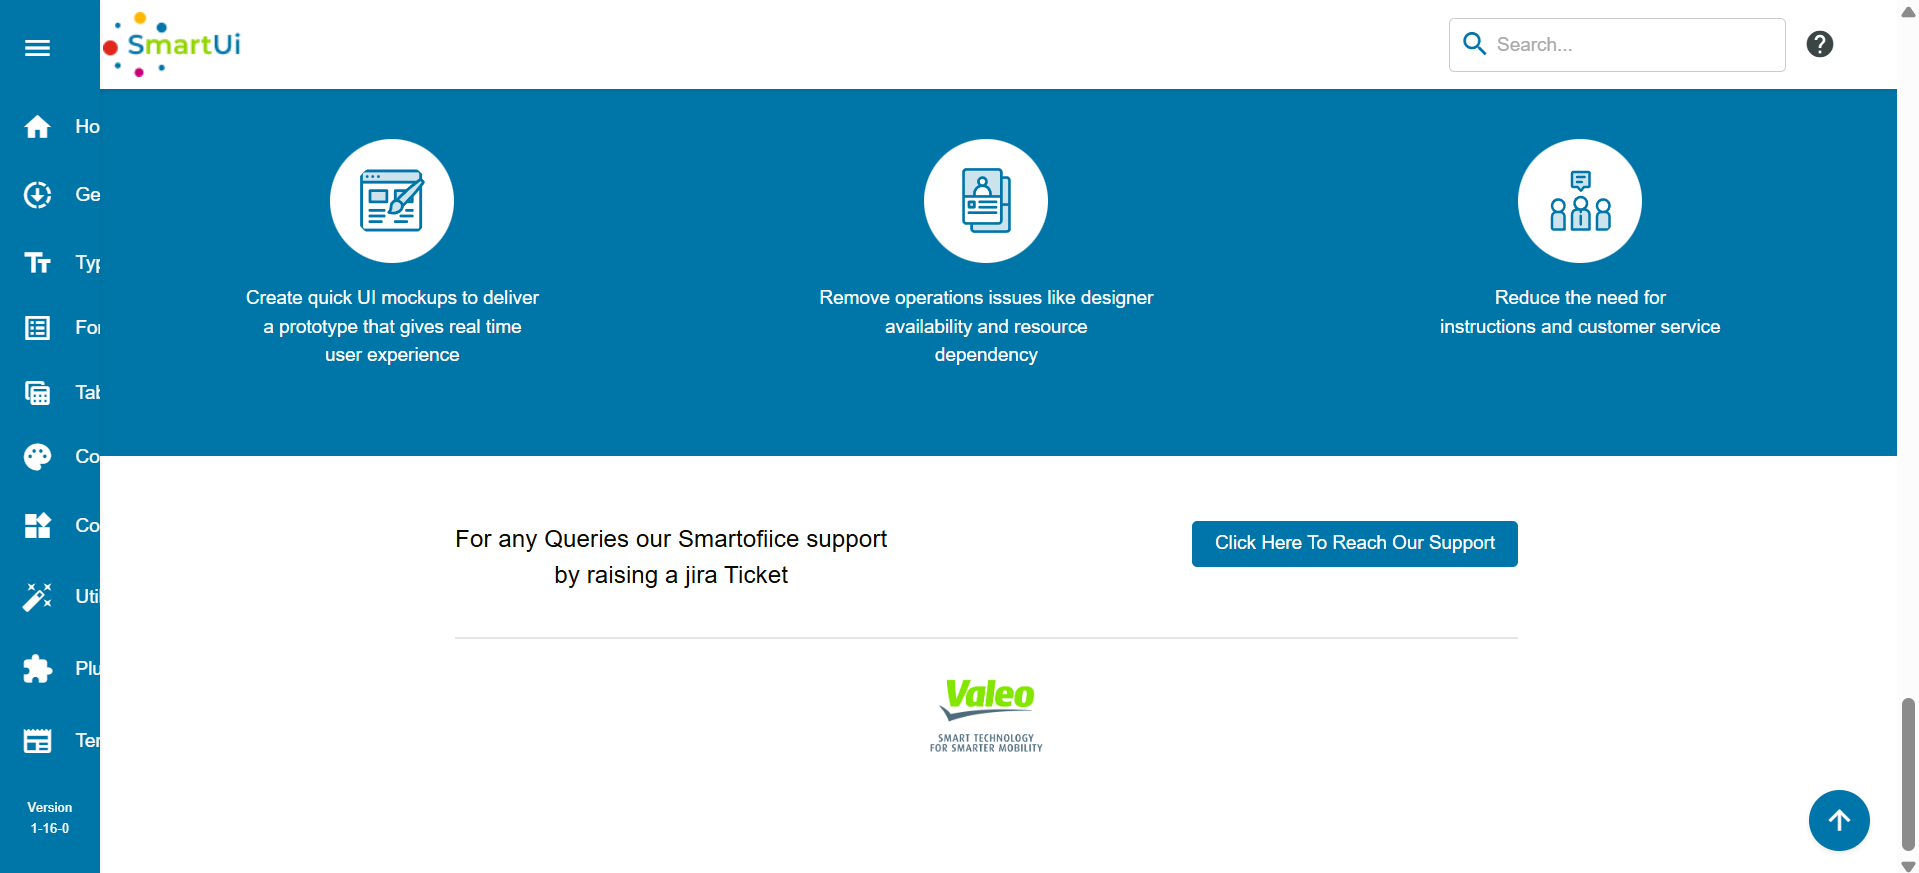 SmartUi
Search...
Ho
Ge
Typ
For
Tab
Co
Co
Util
Plu
Ter
Version
1-16-0
Create quick UI mockups to deliver
a prototype that gives real time
user experience
Remove operations issues like designer
availability and resource
dependency
Reduce the need for
instructions and customer service
For any Queries our Smartofiice support
by raising a jira Ticket
Click Here To Reach Our Support
Valeo
SMART TECHNOLOGY
FOR SMARTER MOBILITY